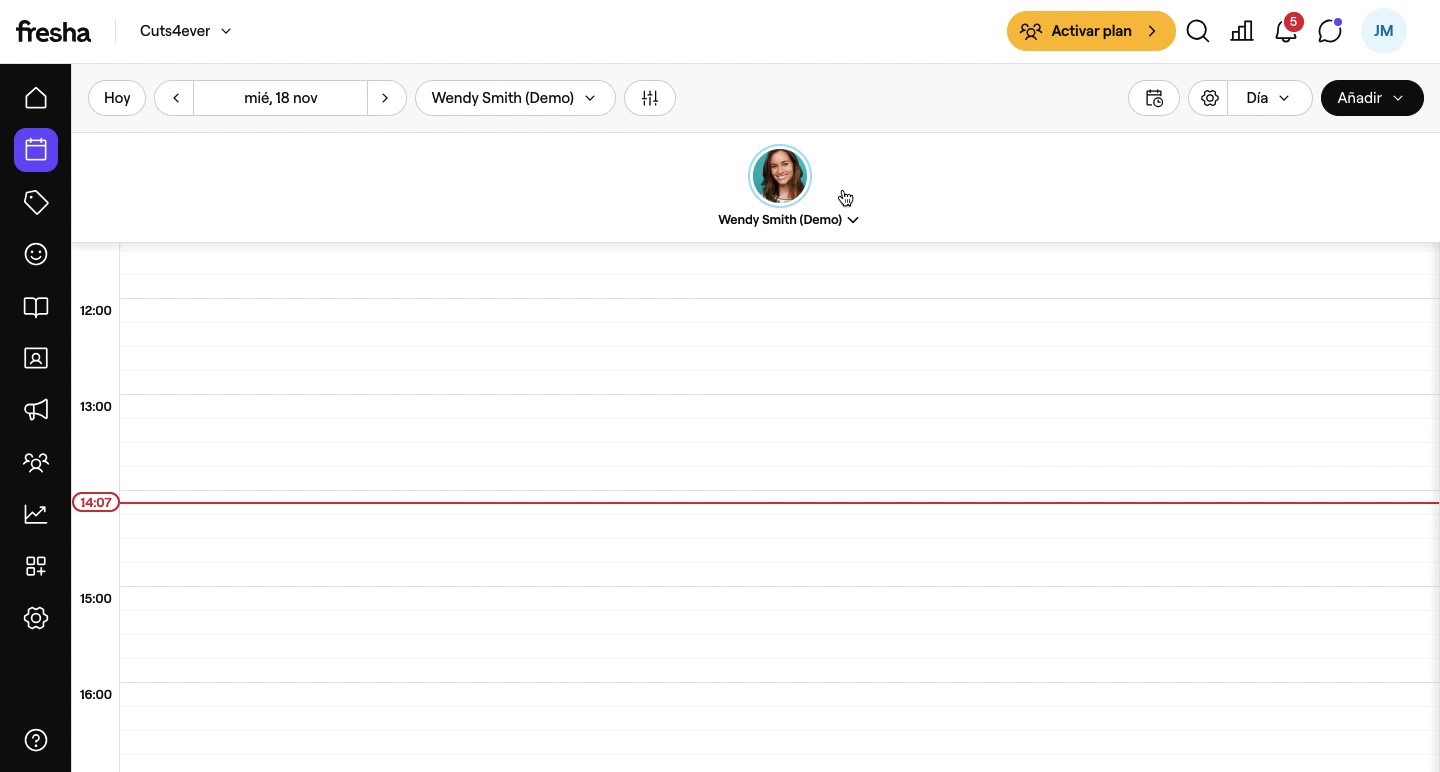 fresha
Cuts4ever
Activar plan
5
JM
Hoy
mié, 18 nov
Wendy Smith (Demo)
Día
Añadir
Wendy Smith (Demo)
12:00
13:00
14:07
15:00
16:00